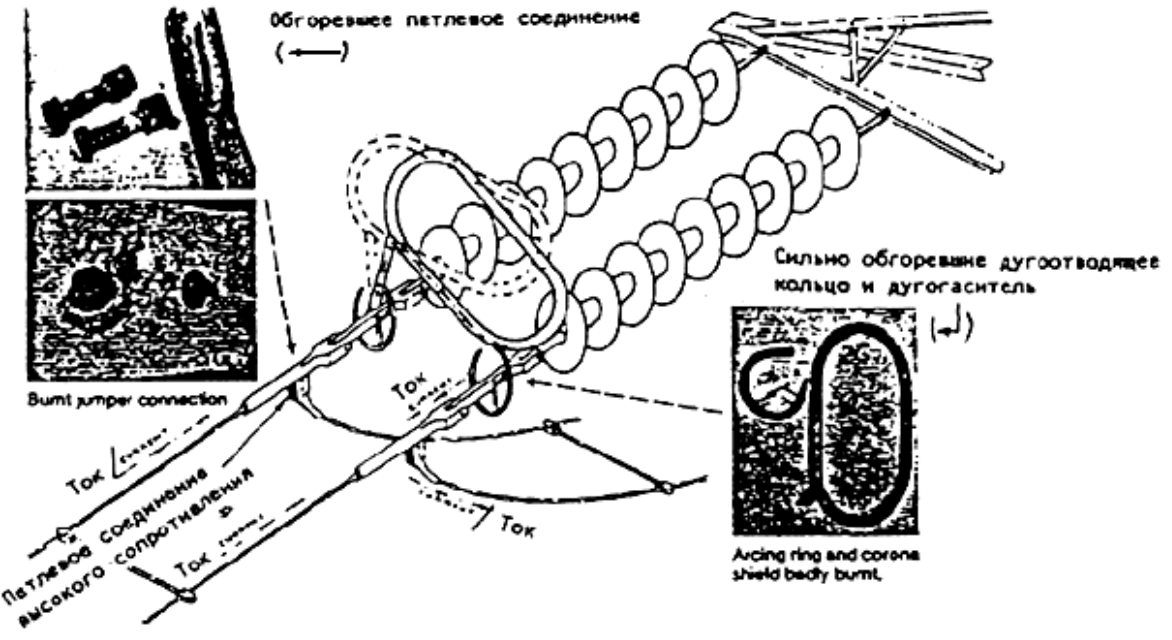 Обгоревшее петлевое соединение
Сильно обгоревшие дугоотводящее
кольцо и дугогаситель
Burnt jumper connection
Ток
Ток
Петлевое соединение
высокого сопротивления
Ток
Ток
Arcing ring and corona
shield badly burnt.